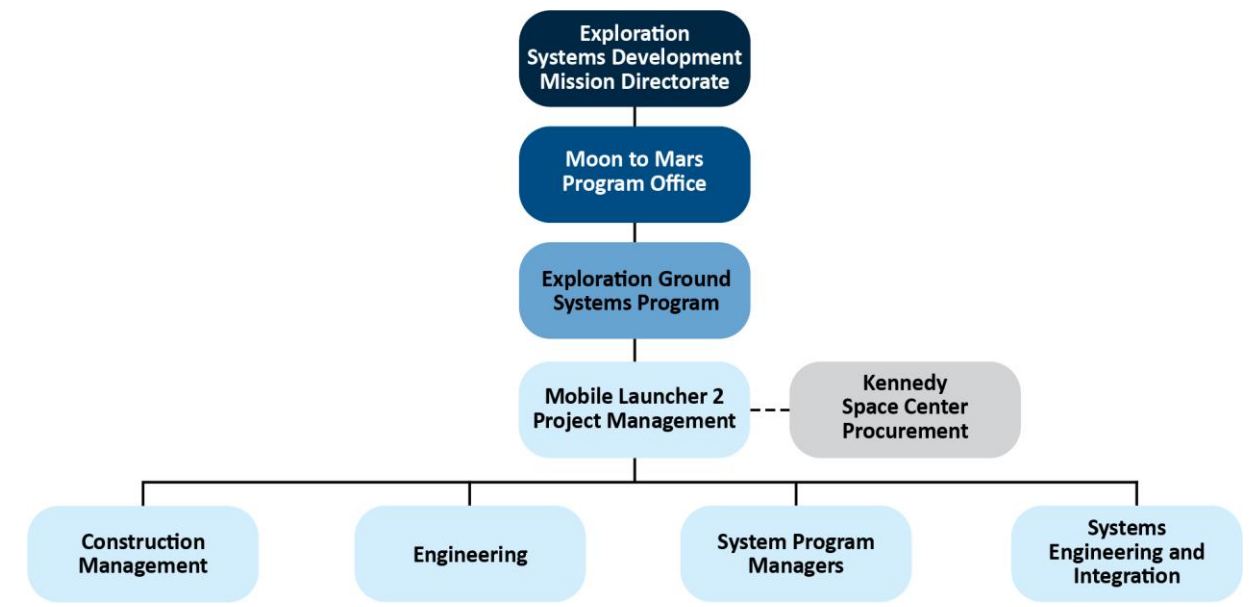 Exploration
Systems Development
Mission Directorate
Moon to Mars
Program Office
Exploration Ground
Systems Program
Mobile Launcher 2
Project Management
Kennedy
Space Center
Procurement
Construction
Management
Engineering
System Program
Managers
Systems
Engineering and
Integration